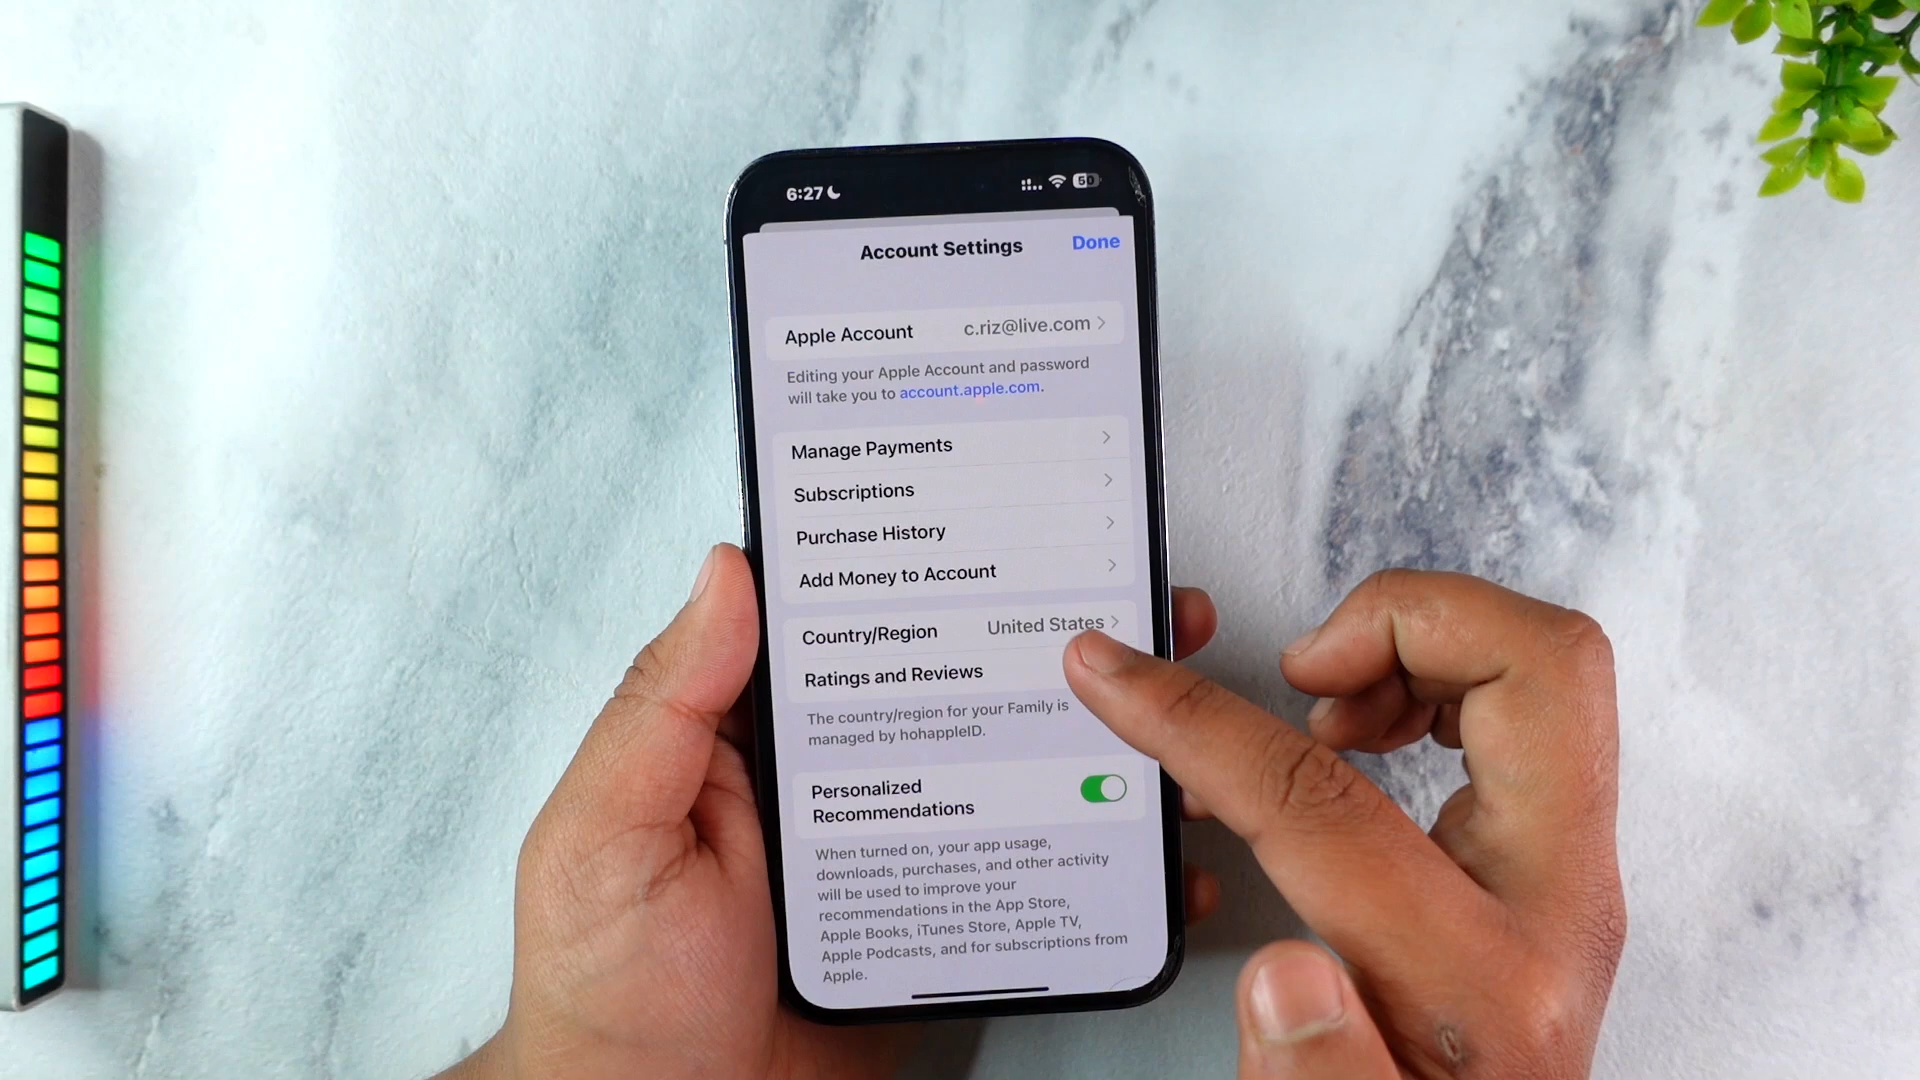 6:27
50
Account Settings
Done
Apple Account
c.riz@live.com
Editing your Apple Account and password
will take you to account.apple.com.
Manage Payments
Subscriptions
Purchase History
Add Money to Account
Country/Region
United States
Ratings and Reviews
The country/region for your Family is
managed by hohappleID.
Personalized
Recommendations
When turned on, your app usage,
downloads, purchases, and other activity
will be used to improve your
recommendations in the App Store,
Apple Books, iTunes Store, Apple TV,
Apple Podcasts, and for subscriptions from
Apple.